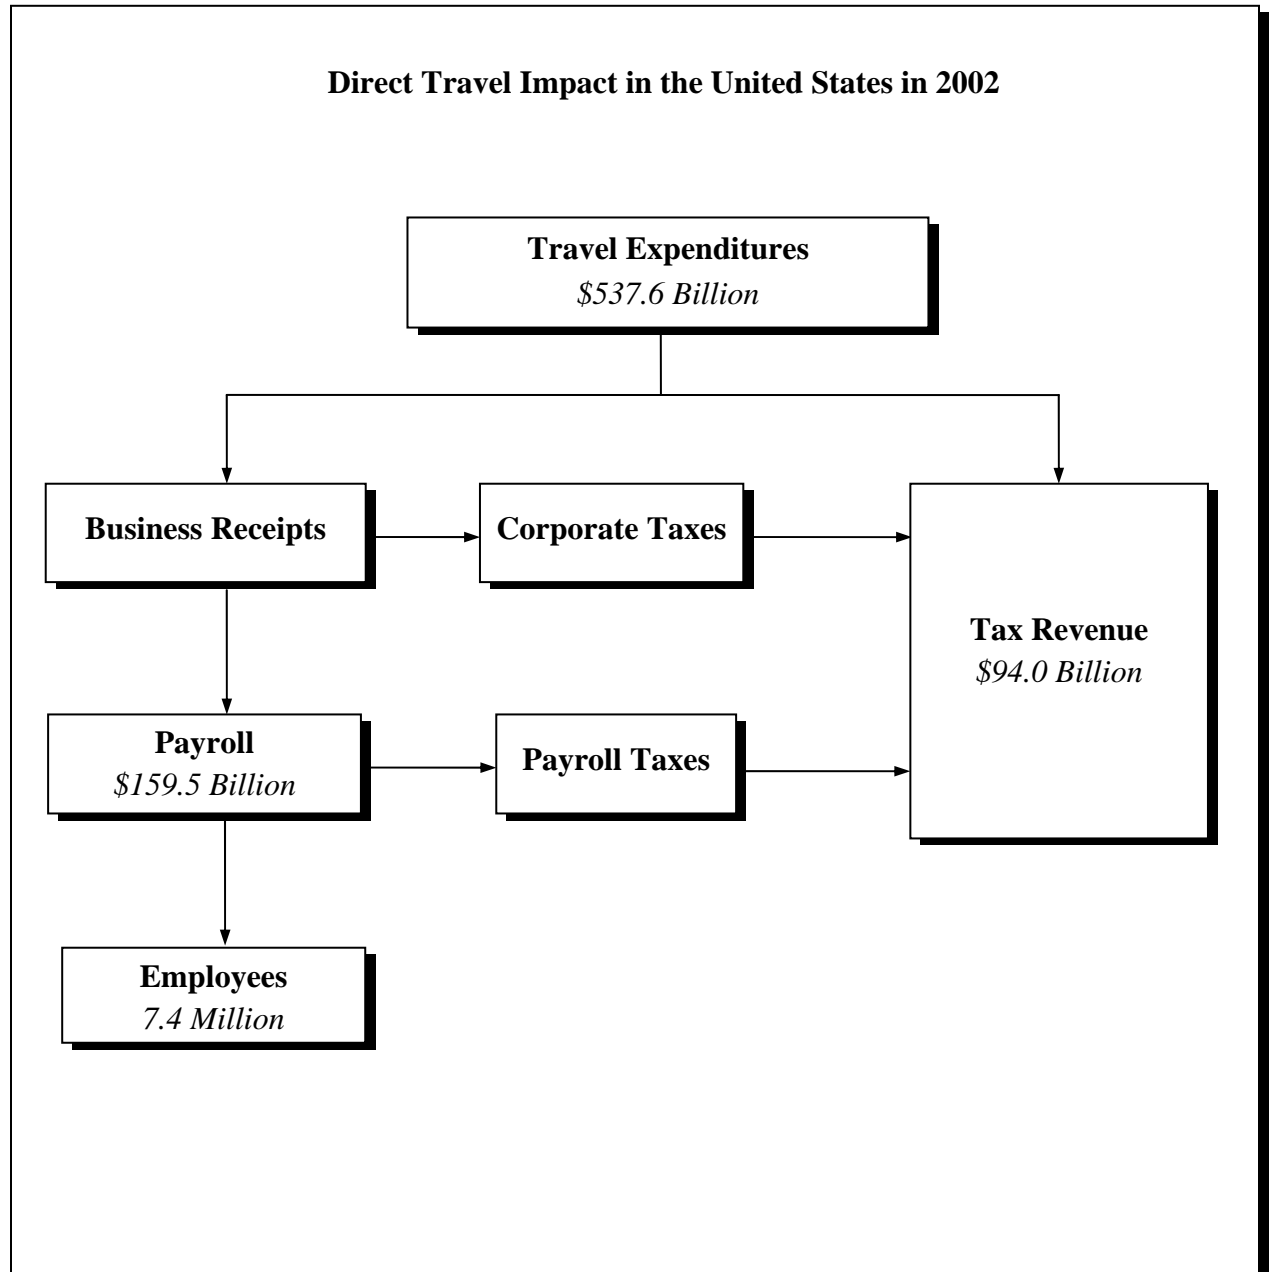 Direct Travel Impact in the United States in 2002
Travel Expenditures
$537.6 Billion
Business Receipts
Corporate Taxes
Tax Revenue
$94.0 Billion
Payroll
$159.5 Billion
Payroll Taxes
Employees
7.4 Million